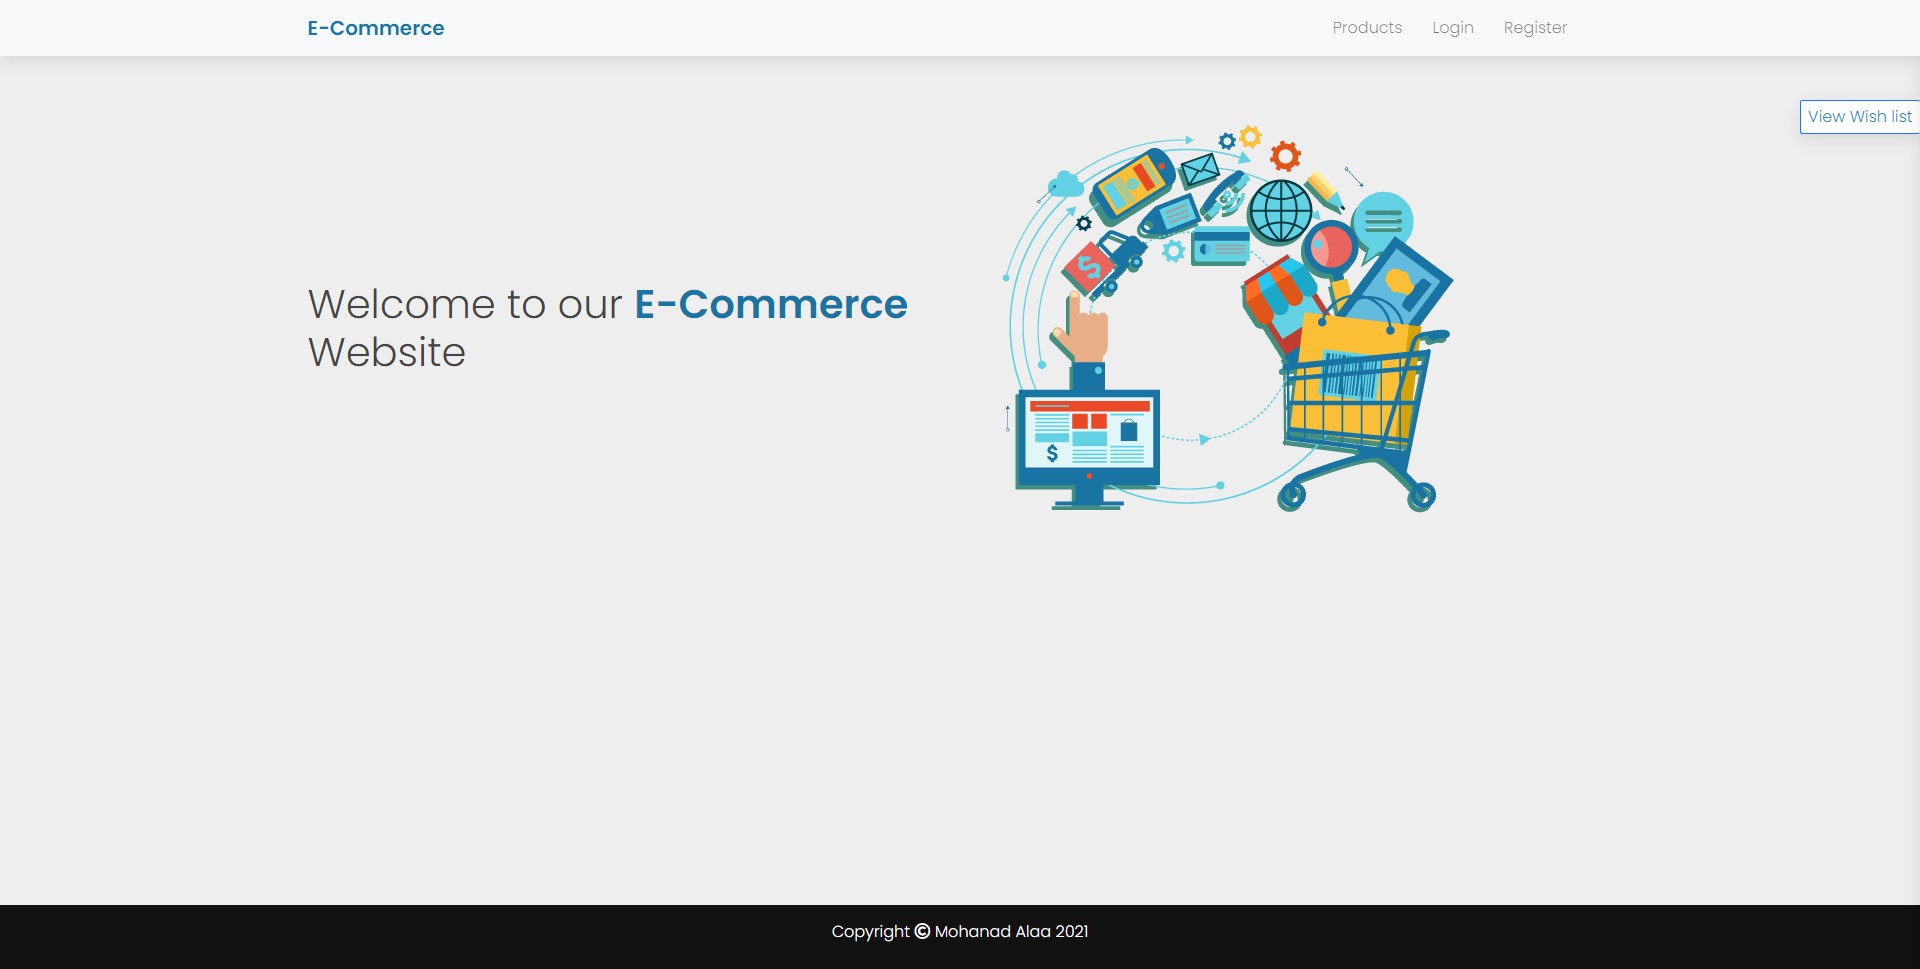 E-Commerce
Products
Login
Register
View Wish list
Welcome to our E-Commerce
Website
$
$
Copyright © Mohanad Alaa 2021